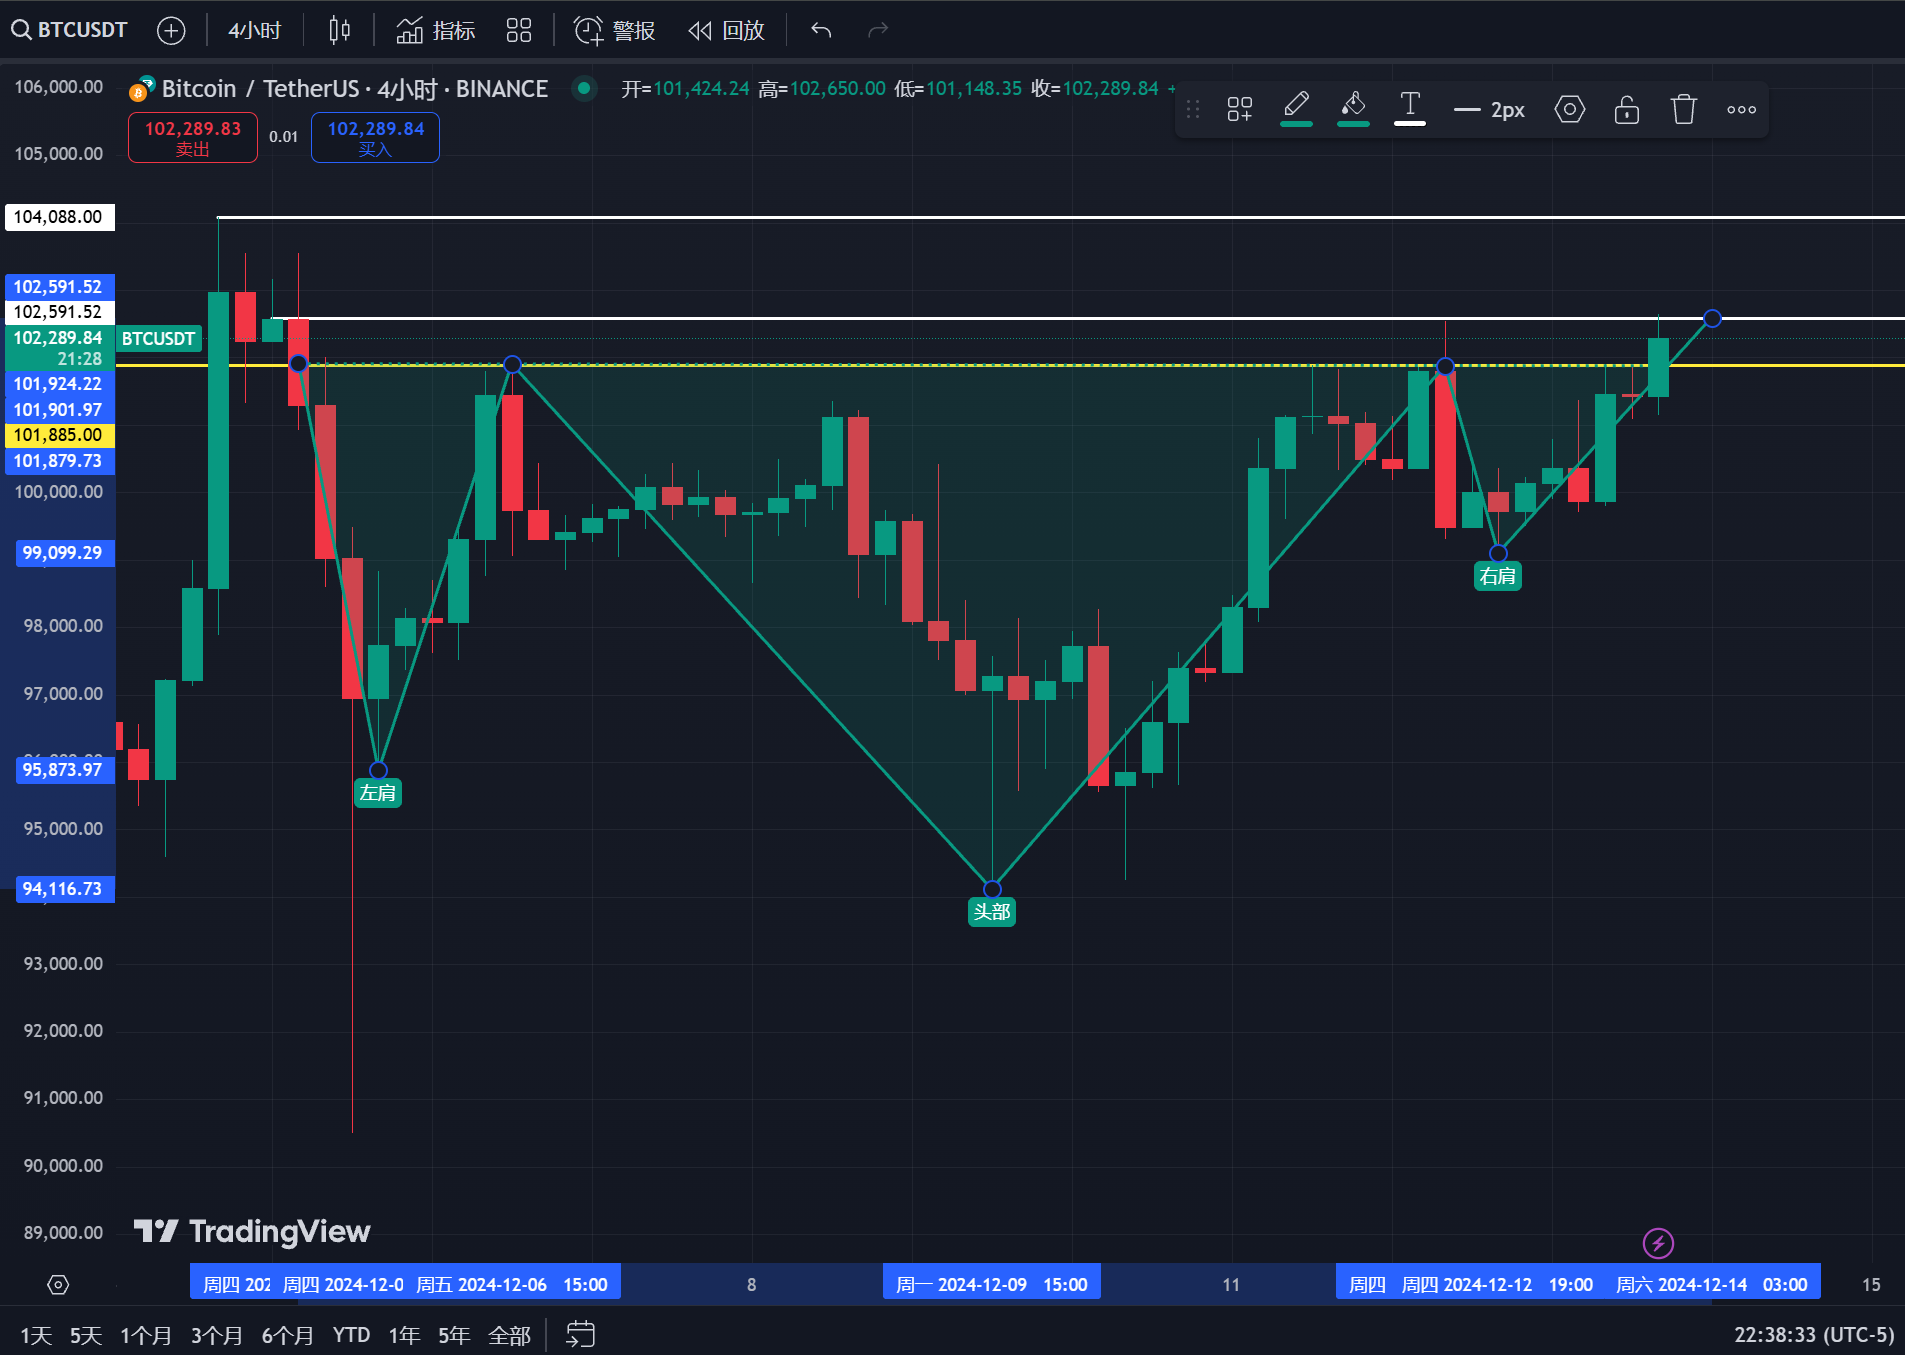 BTCUSDT 4小时 指标 警报 回放
Bitcoin / TetherUS · 4小时 · BINANCE 开=101,424.24 高=102,650.00 低=101,148.35 收=102,289.84 +
2px
102,289.83
卖出
0.01
102,289.84
买入
106,000.00
105,000.00
104,088.00
102,591.52
102,591.52
102,289.84
21:28
BTCUSDT
101,924.22
101,901.97
101,885.00
101,879.73
100,000.00
99,099.29
98,000.00
97,000.00
95,873.97
95,000.00
94,116.73
93,000.00
92,000.00
91,000.00
90,000.00
89,000.00
右肩
左肩
头部
TradingView
周四 202 周四 2024-12-0 周五 2024-12-06 15:00 8 周一 2024-12-09 15:00 11 周四 周四 2024-12-12 19:00 周六 2024-12-14 03:00 15
1天 5天 1个月 3个月 6个月 YTD 1年 5年 全部
22:38:33 (UTC-5)